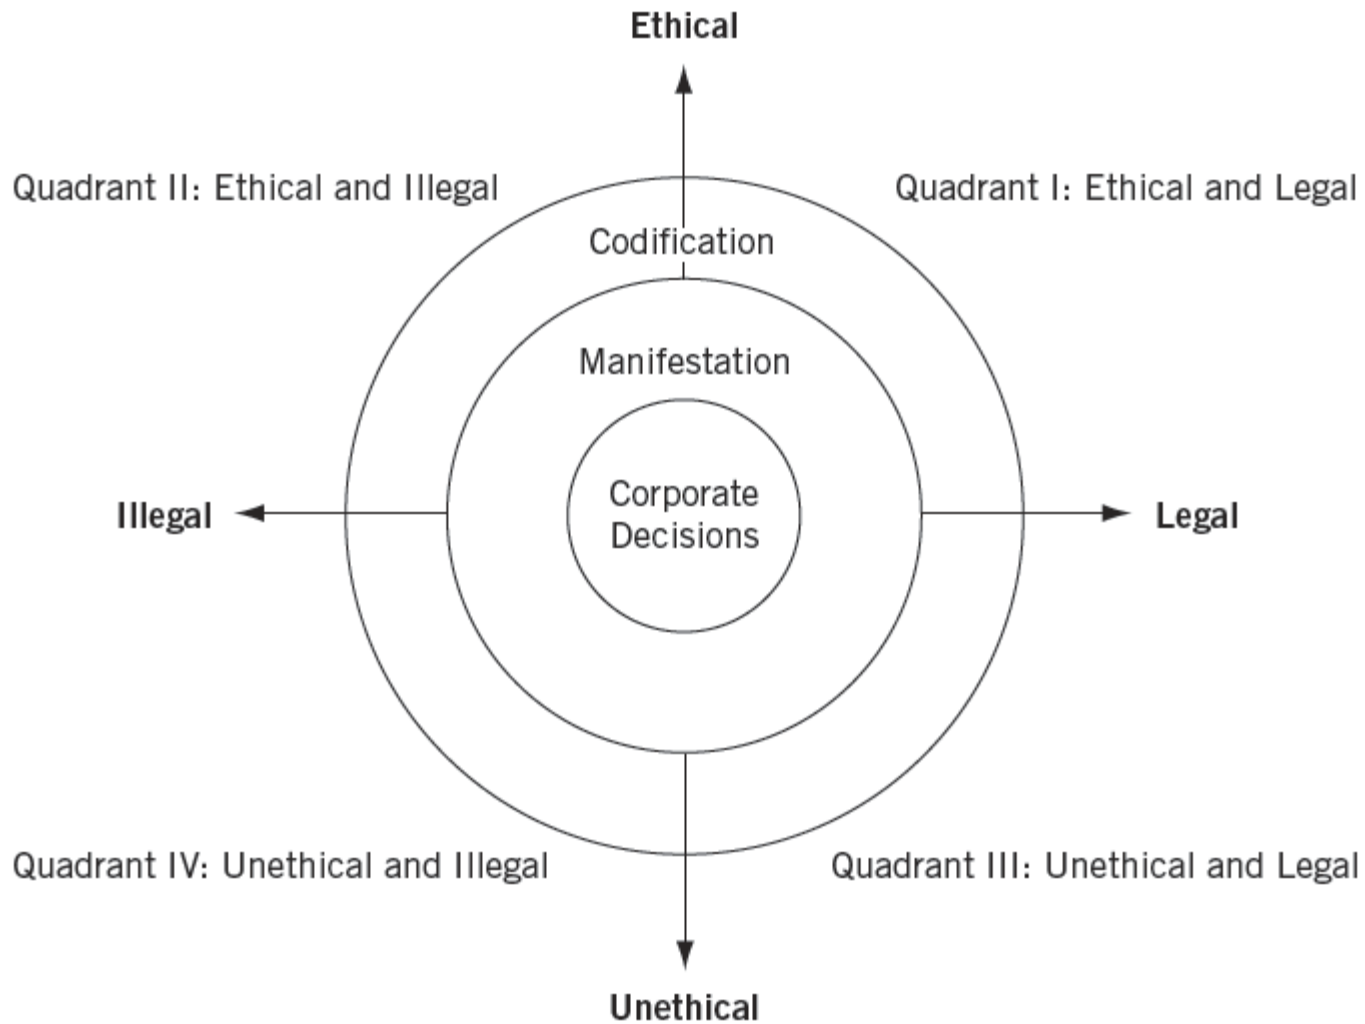 Ethical
Quadrant II: Ethical and Illegal
Quadrant I: Ethical and Legal
Codification
Manifestation
Corporate
Decisions
Illegal
Legal
Quadrant IV: Unethical and Illegal
Quadrant III: Unethical and Legal
Unethical